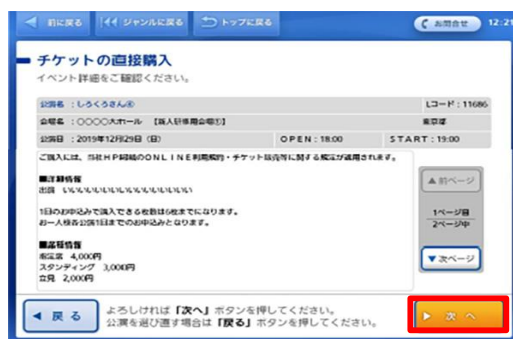 前に戻る
ジャンルに戻る
トップに戻る
お問合せ
12:21
チケットの直接購入
イベント詳細をご確認ください。
公演名 : しろくろさん④
Lコード : 11686
会場名 : ○○○○大ホール 【新人研修用会場①】
東京都
公演日 : 2019年12月29日 (日)
OPEN : 18:00
START : 19:00
ご購入には、当社HP掲載のONLINE利用規約・チケット販売等に関する規定が適用されます。
■詳細情報
出演 いいいいいいいいいいいいいいい
1回のお申込みで購入できる枚数は6枚までになります。
お一人様各公演1回までのお申込みとなります。
■席種情報
指定席 4,000円
スタンディング 3,000円
立見 2,000円
▲前ページ
1ページ目
2ページ中
▼次ページ
戻る
よろしければ「次へ」ボタンを押してください。
公演を選び直す場合は「戻る」ボタンを押してください。
次へ